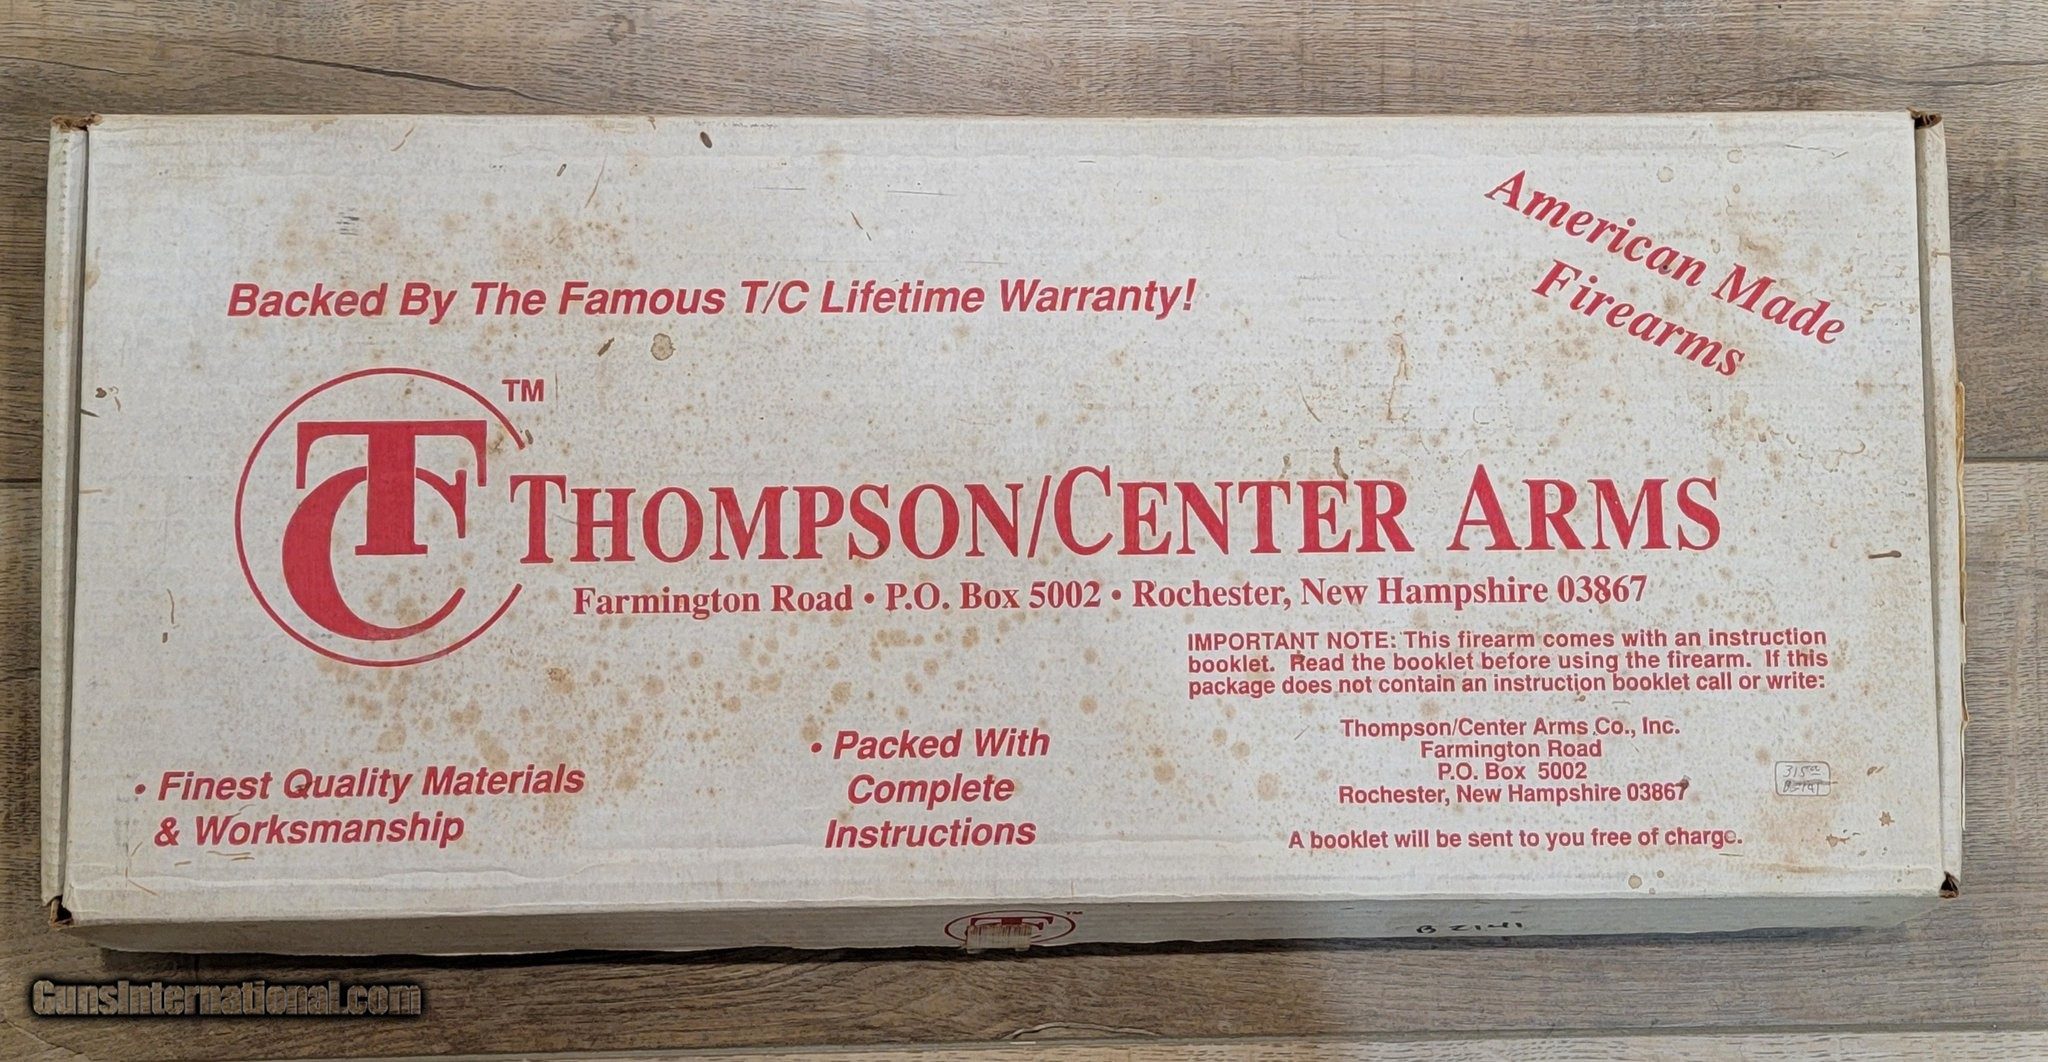 American Made
Firearms
Backed By The Famous T/C Lifetime Warranty!
TC
TM
THOMPSON/CENTER ARMS
Farmington Road • P.O. Box 5002 • Rochester, New Hampshire 03867
IMPORTANT NOTE: This firearm comes with an instruction
booklet. Read the booklet before using the firearm. If this
package does not contain an instruction booklet call or write:
Thompson/Center Arms Co., Inc.
Farmington Road
P.O. Box 5002
Rochester, New Hampshire 03867
A booklet will be sent to you free of charge.
• Finest Quality Materials
& Worksmanship
• Packed With
Complete
Instructions
TC
TM
B 2141
GunsInternational.com